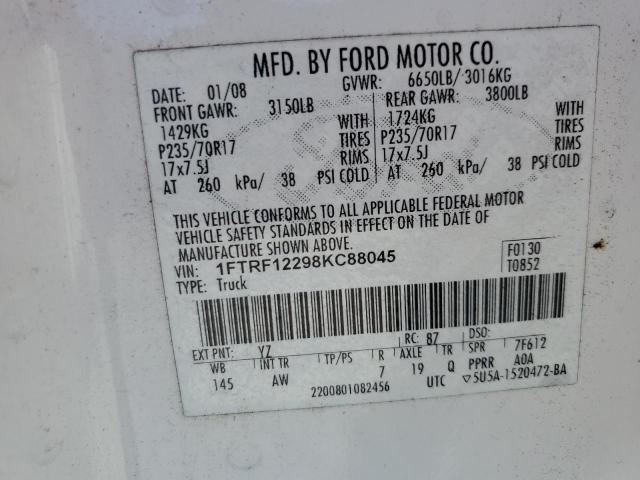 MFD. BY FORD MOTOR CO.
DATE: 01/08 GVWR: 6650LB/ 3016KG
FRONT GAWR: 3150LB REAR GAWR: 3800LB
1429KG WITH 1724KG WITH
P235/70R17 TIRES P235/70R17 TIRES
17x7.5J RIMS 17x7.5J RIMS
AT 260 kPa/ 38 PSI COLD AT 260 kPa/ 38 PSI COLD
THIS VEHICLE CONFORMS TO ALL APPLICABLE FEDERAL MOTOR
VEHICLE SAFETY STANDARDS IN EFFECT ON THE DATE OF
MANUFACTURE SHOWN ABOVE.
VIN: 1FTRF12298KC88045 F0130
TYPE: Truck T0852
EXT PNT: YZ RC: 87 DSO:
WB INT TR TP/PS R AXLE TR SPR 7F612
145 AW 7 19 Q PPRR A0A
2200801082456 UTC ▽5U5A-1520472-BA